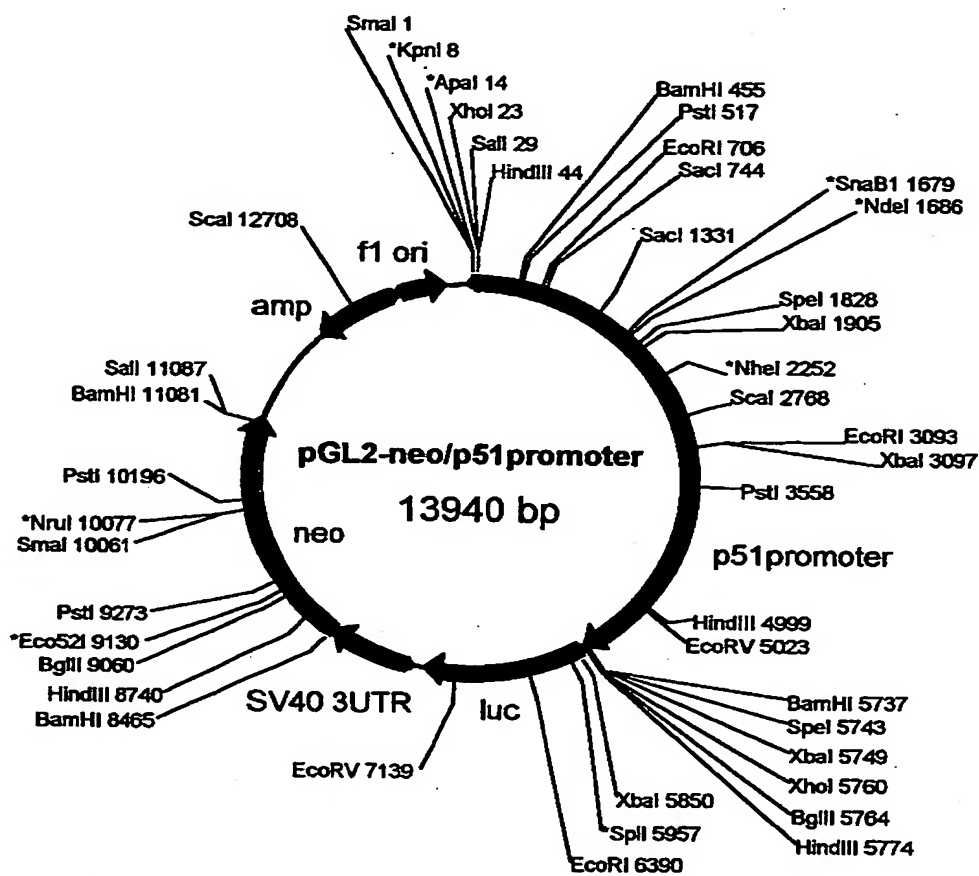 SmaI 1
*KpnI 8
*ApaI 14
XhoI 23
SalI 29
HindIII 44
BamHI 455
PstI 517
EcoRI 706
SacI 744
*SnaB1 1679
*NdeI 1686
SacI 1331
SpeI 1828
XbaI 1905
*NheI 2252
ScaI 2768
EcoRI 3093
XbaI 3097
PstI 3558
p51promoter
HindIII 4999
EcoRV 5023
BamHI 5737
SpeI 5743
XbaI 5749
XhoI 5760
BglII 5764
HindIII 5774
XbaI 5850
*SplI 5957
EcoRI 6390
luc
EcoRV 7139
SV40 3UTR
BamHI 8465
HindIII 8740
BglII 9060
*Eco52I 9130
PstI 9273
neo
SmaI 10061
*NruI 10077
PstI 10196
BamHI 11081
SalI 11087
amp
ScaI 12708
f1 ori
pGL2-neo/p51promoter
13940 bp